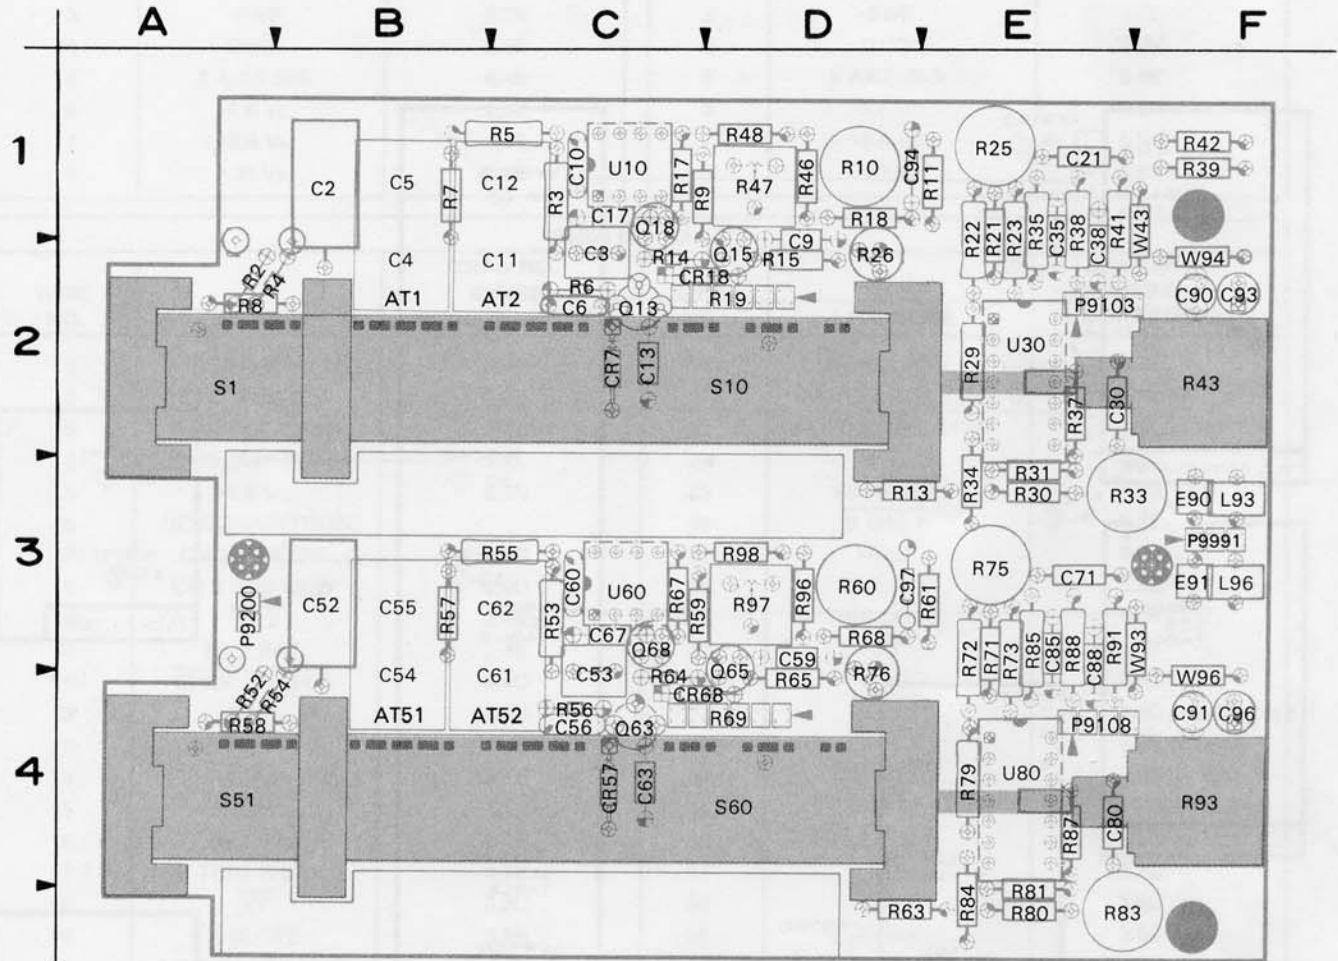 A B C D E F
1
R5 R48 R25 R42
C2 C5 R7 C12 R3 C10 U10 R17 R9 R47 R46 R10 C94 R11 C21 R39
C17 Q18 R18 R22 R21 R23 R35 C35 R38 C38 R41 W43
R2 R4 C4 C11 C3 R14 Q15 C9 R15 R26 W94
CR18
R8 AT1 AT2 R6 C6 Q13 R19 P9103 C90 C93
2
S1 CR7 C13 S10 R29 U30 R37 C30 R43
R13 R34 R31 R30 R33 E90 L93
3
R55 R98 R75 P9991
P9200 C52 C55 R57 C62 R53 C60 U60 R67 R59 R97 R96 R60 C97 R61 C71 E91 L96
C67 Q68 R68 R72 R71 R73 R85 C85 R88 C88 R91 W93
R52 R54 C54 C61 C53 R64 Q65 C59 R65 R76 W96
CR68
R58 AT51 AT52 R56 C56 Q63 R69 P9108 C91 C96
4
S51 CR57 C63 S60 R79 U80 R87 C80 R93
R63 R84 R81 R80 R83